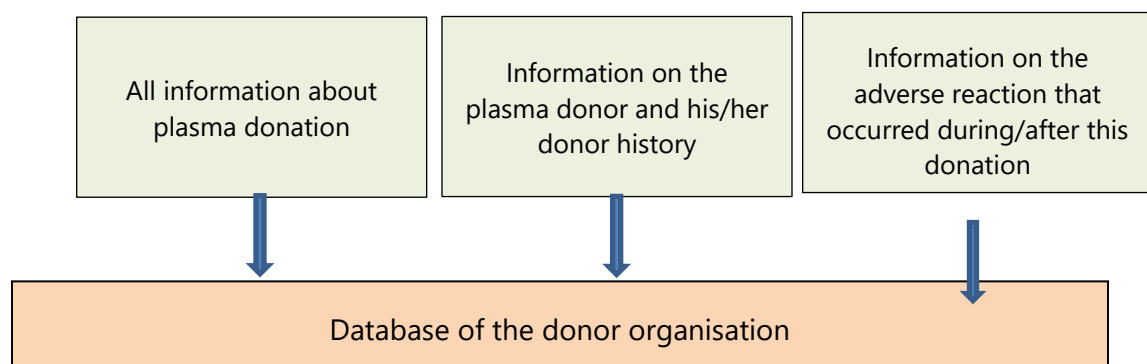 All information about
plasma donation
Information on the
plasma donor and his/her
donor history
Information on the
adverse reaction that
occurred during/after this
donation
Database of the donor organisation